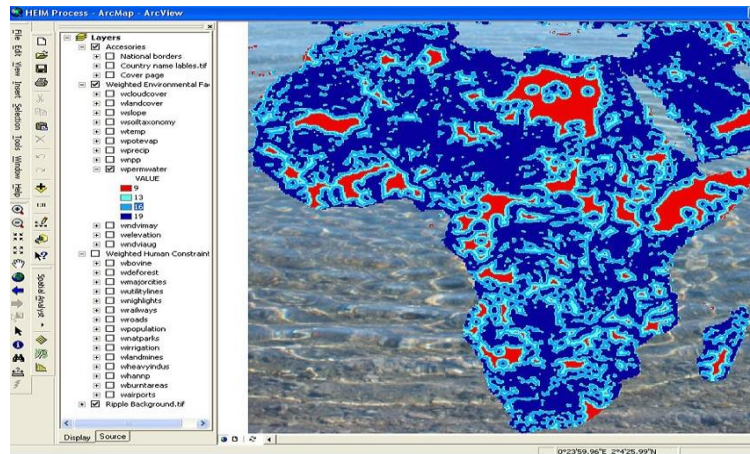 HEIM Process - ArcMap - ArcView
File Edit View Insert Selection Tools Window Help
Spatial Analyst
Layers
Accesories
National borders
Country name lables.tif
Cover page
Weighted Environmental Fa
wcloudcover
wlandcover
wslope
wsoiltaxonomy
wtemp
wpotevap
wprecip
wnpp
wpermwater
VALUE
9
13
16
19
wndvimay
welevation
wndviaug
Weighted Human Constraint
wbovine
wdeforest
wmajorcities
wutilitylines
wnighlights
wrailways
wroads
wpopulation
wnatparks
wirrigation
wlandmines
wheavyindus
whannp
wburntareas
wairports
Ripple Background.tif
Display Source
0°23'59.96"E 2°4'25.99"N